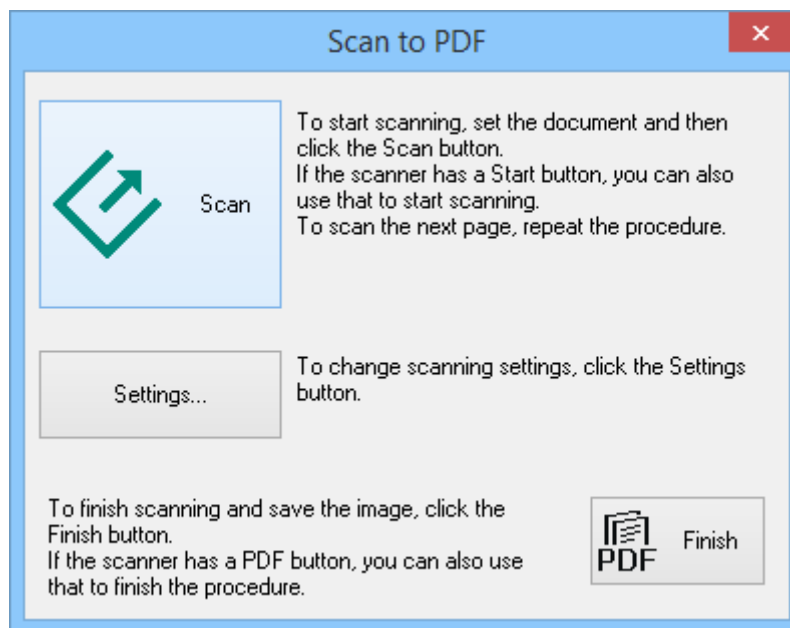 Scan to PDF
Scan
To start scanning, set the document and then
click the Scan button.
If the scanner has a Start button, you can also
use that to start scanning.
To scan the next page, repeat the procedure.
Settings...
To change scanning settings, click the Settings
button.
To finish scanning and save the image, click the
Finish button.
If the scanner has a PDF button, you can also use
that to finish the procedure.
PDF
Finish